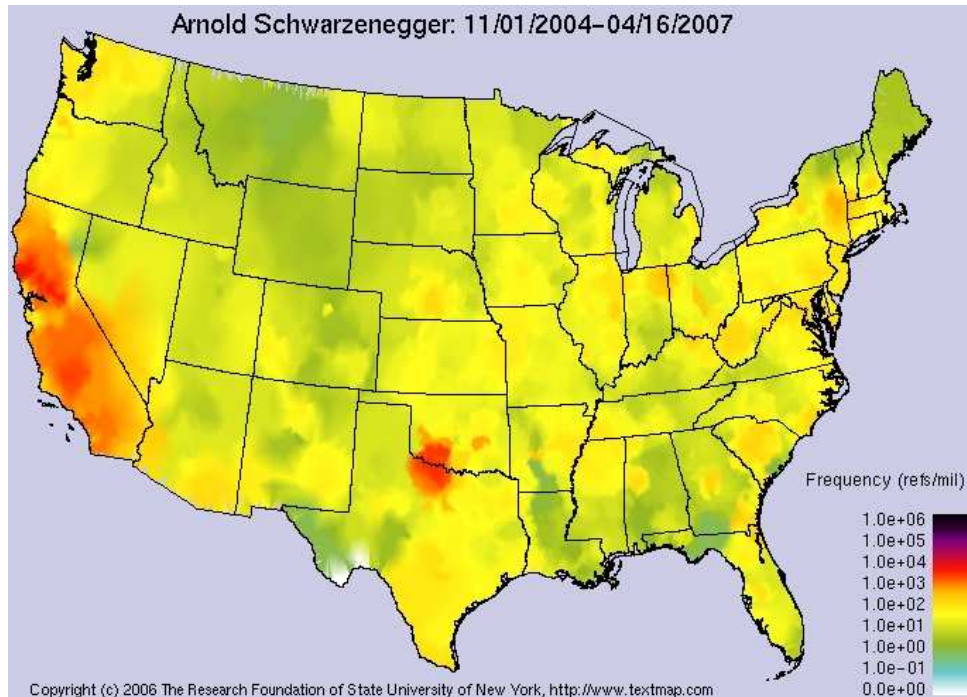 Arnold Schwarzenegger: 11/01/2004-04/16/2007
Frequency (refs/mil)
1.0e+06
1.0e+05
1.0e+04
1.0e+03
1.0e+02
1.0e+01
1.0e+00
1.0e-01
0.0e+00
Copyright (c) 2006 The Research Foundation of State University of New York, http://www.textmap.com